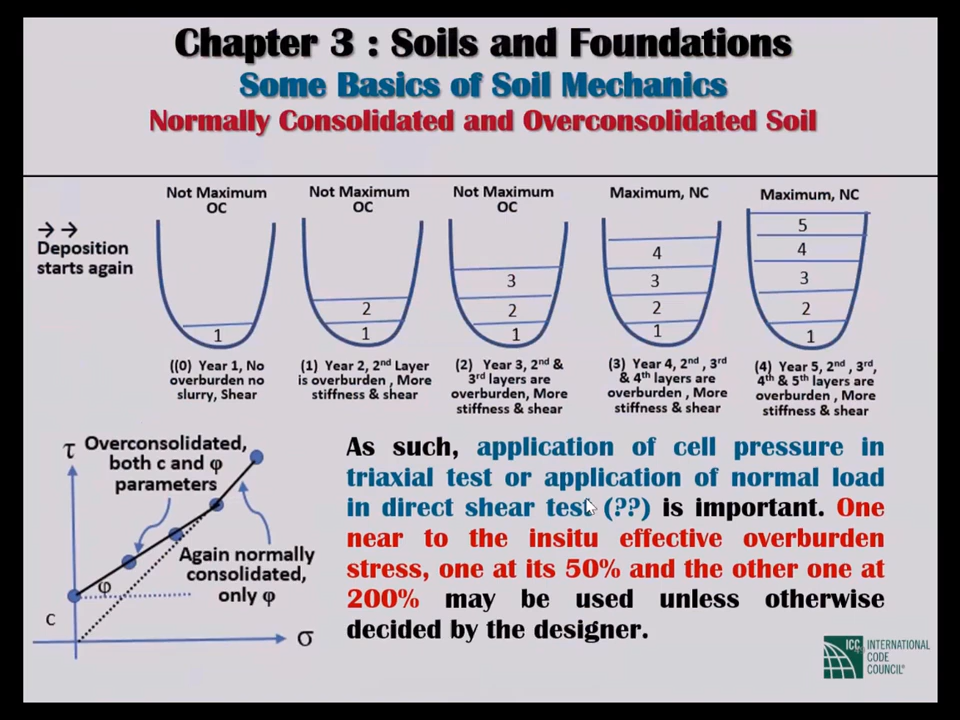 Chapter 3 : Soils and Foundations
Some Basics of Soil Mechanics
Normally Consolidated and Overconsolidated Soil
→ →
Deposition
starts again
Not Maximum
OC
1
((0) Year 1, No
overburden no
slurry, Shear
Not Maximum
OC
2
1
(1) Year 2, 2nd Layer
is overburden , More
stiffness & shear
Not Maximum
OC
3
2
1
(2) Year 3, 2nd &
3rd layers are
overburden, More
stiffness & shear
Maximum, NC
4
3
2
1
(3) Year 4, 2nd , 3rd
& 4th layers are
overburden , More
stiffness & shear
Maximum, NC
5
4
3
2
1
(4) Year 5, 2nd , 3rd,
4th & 5th layers are
overburden , More
stiffness & shear
τ
Overconsolidated,
both c and φ
parameters
Again normally
consolidated,
only φ
φ
c
σ
As such, application of cell pressure in
triaxial test or application of normal load
in direct shear test (??) is important. One
near to the insitu effective overburden
stress, one at its 50% and the other one at
200% may be used unless otherwise
decided by the designer.
ICC
INTERNATIONAL
CODE
COUNCIL®